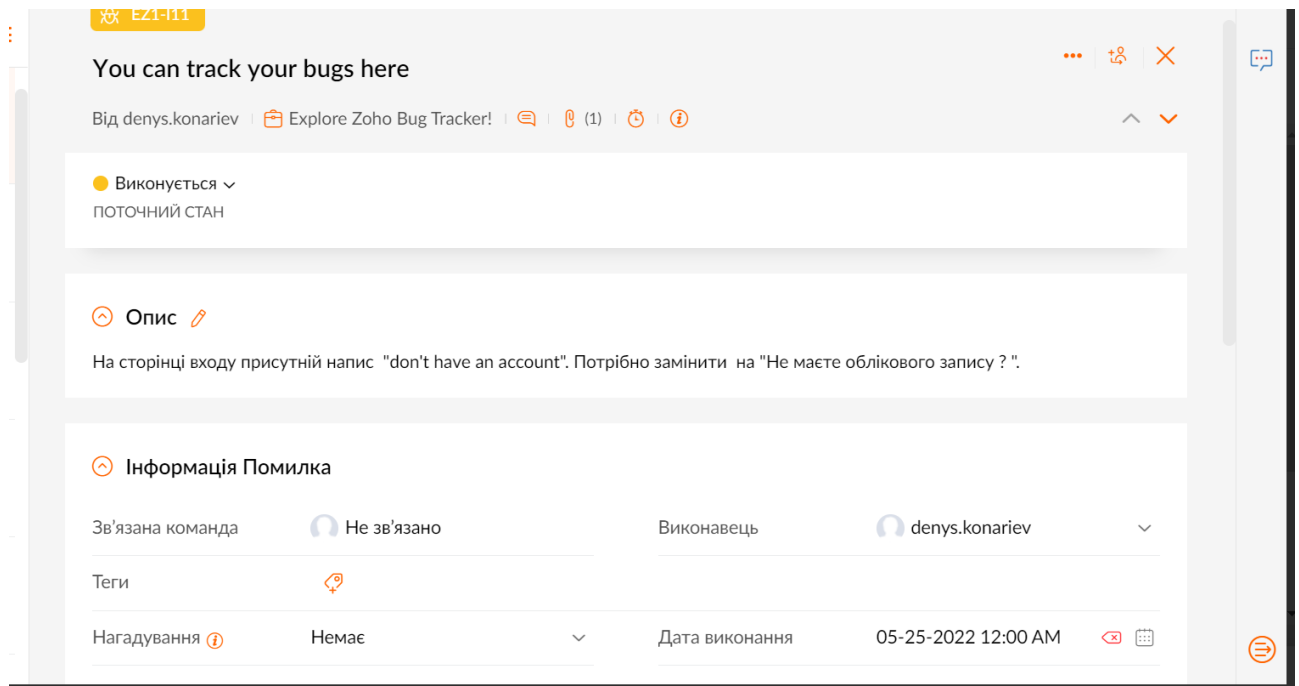 EZ1-I11
You can track your bugs here
Від denys.konariev Explore Zoho Bug Tracker! (1)
Виконується
ПОТОЧНИЙ СТАН
Опис
На сторінці входу присутній напис "don't have an account". Потрібно замінити на "Не маєте облікового запису ? ".
Інформація Помилка
Зв'язана команда Не зв'язано Виконавець denys.konariev
Теги
Нагадування Немає Дата виконання 05-25-2022 12:00 AM